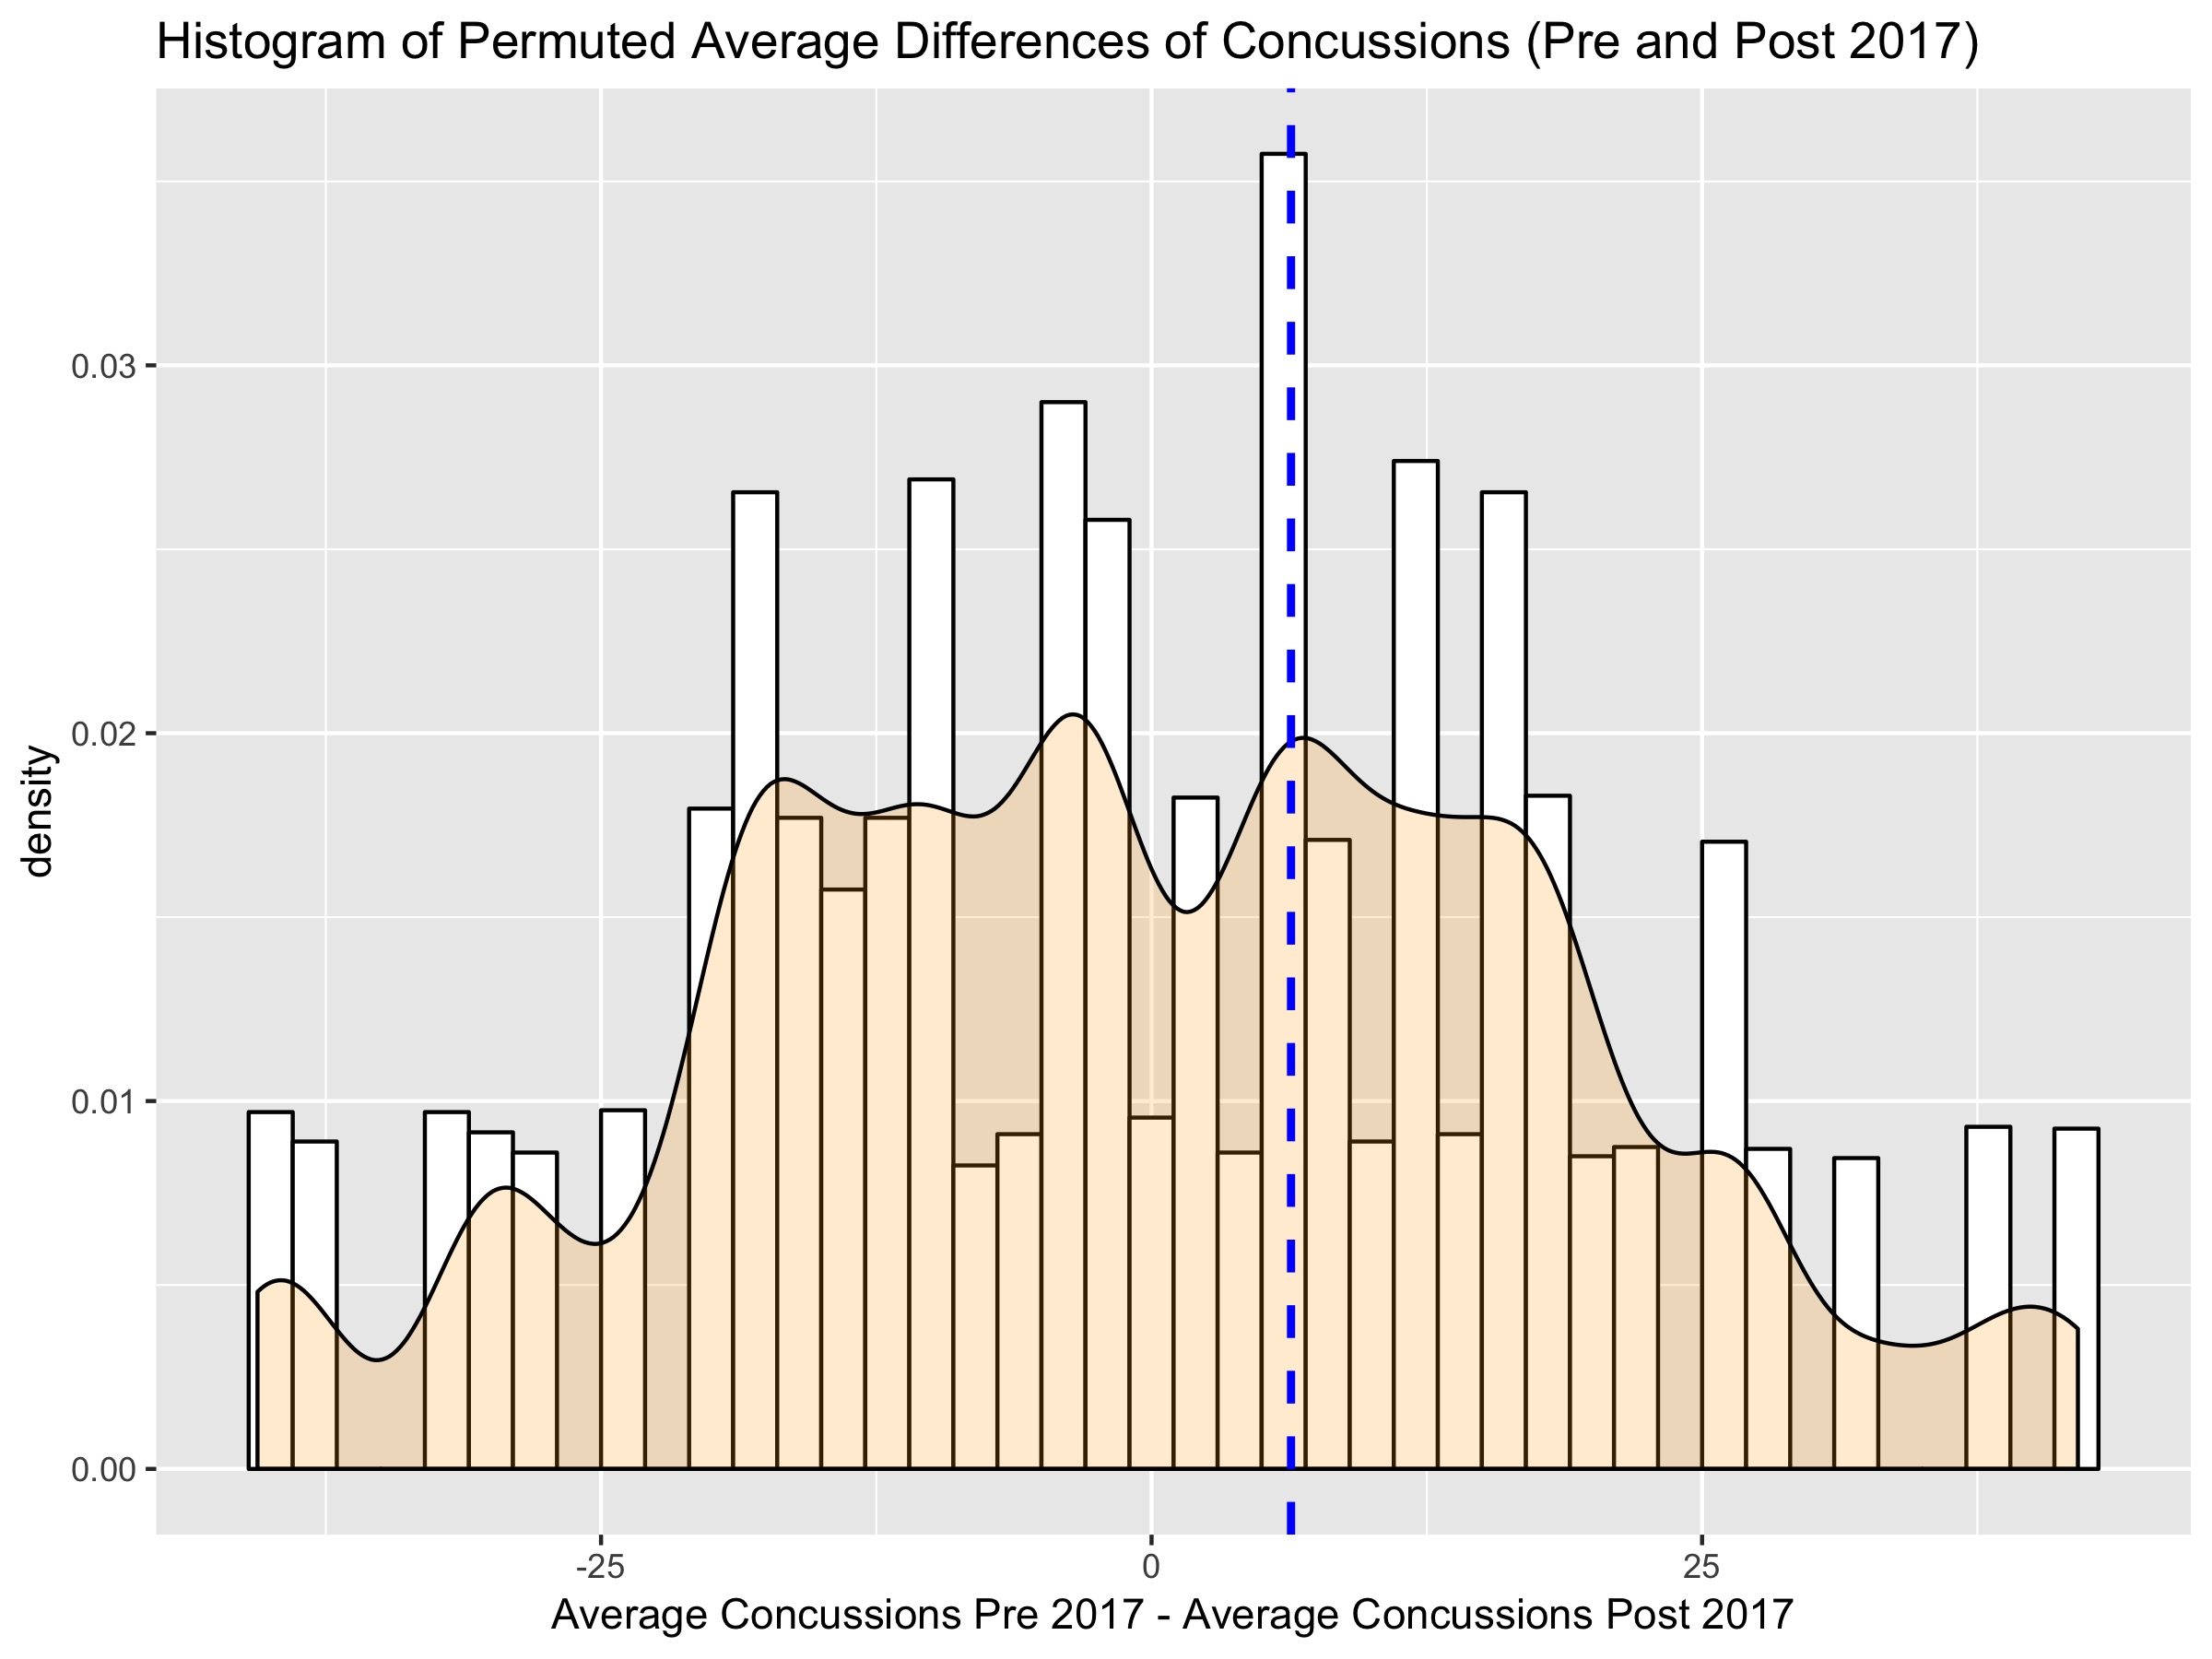 Histogram of Permuted Average Differences of Concussions (Pre and Post 2017)
density
0.03
0.02
0.01
0.00
-25 0 25
Average Concussions Pre 2017 - Average Concussions Post 2017